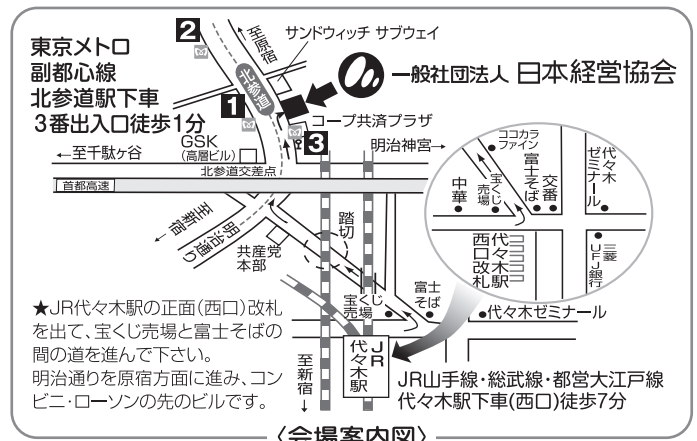 東京メトロ
副都心線
北参道駅下車
3番出入口徒歩1分
2
至原宿
サンドウィッチ サブウェイ
北参道
一般社団法人 日本経営協会
1
3
コープ共済プラザ
GSK
(高層ビル)
←至千駄ヶ谷
明治神宮→
北参道交差点
首都高速
至新宿
明治通り
共産党
本部
踏切
宝くじ
売場
富士
そば
代々木ゼミナール
ココカラ
ファイン
中華
宝くじ
売場
富士そば
交番
代々木
ゼミナール
代々木駅
西口改札
三菱
UFJ銀行
★JR代々木駅の正面(西口)改札
を出て、宝くじ売場と富士そばの
間の道を進んで下さい。
明治通りを原宿方面に進み、コン
ビニ・ローソンの先のビルです。
至新宿→
JR
代々木駅
JR山手線・総武線・都営大江戸線
代々木駅下車(西口)徒歩7分
〈会場案内図〉